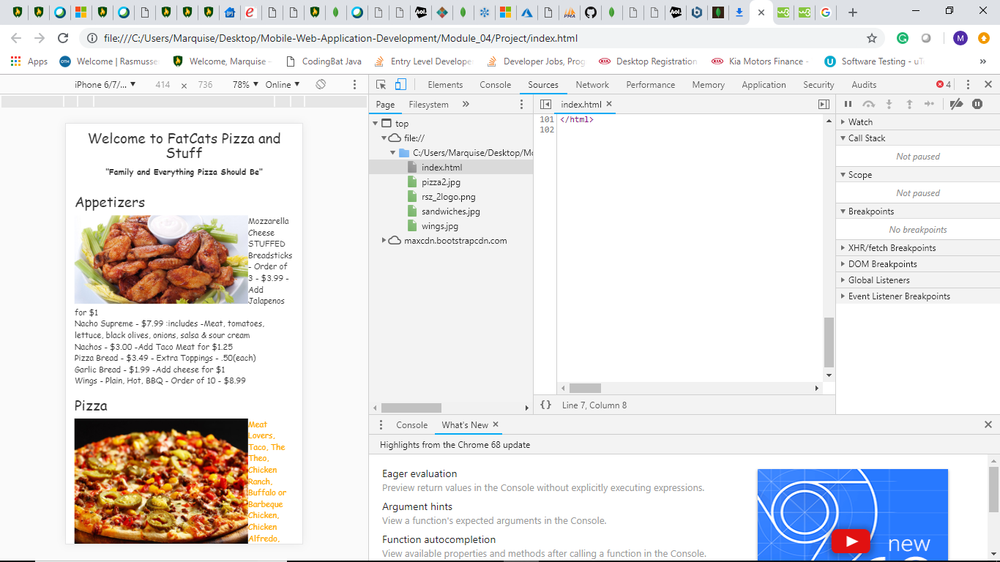 file:///C:/Users/Marquise/Desktop/Mobile-Web-Application-Development/Module_04/Project/index.html
M
Apps
OTH Welcome | Rasmusse
Welcome, Marquise -
CodingBat Java
Entry Level Develope
Developer Jobs, Prog
KIA Desktop Registration
KIA Kia Motors Finance -
U Software Testing - uTe
»
iPhone 6/7/... ▼ 414 × 736 78% ▼ Online ▼
Elements Console Sources Network Performance Memory Application Security Audits 4
Page Filesystem »
index.html ×
top
file://
C:/Users/Marquise/Desktop/Mo
index.html
pizza2.jpg
rsz_2logo.png
sandwiches.jpg
wings.jpg
maxcdn.bootstrapcdn.com
101 </html>
102
{ } Line 7, Column 8
Watch
Call Stack
Not paused
Scope
Not paused
Breakpoints
No breakpoints
XHR/fetch Breakpoints
DOM Breakpoints
Global Listeners
Event Listener Breakpoints
Welcome to FatCats Pizza and
Stuff
"Family and Everything Pizza Should Be"
Appetizers
Mozzarella
Cheese
STUFFED
Breadsticks
- Order of
3 - $3.99 -
Add
Jalapenos
for $1
Nacho Supreme - $7.99 :includes -Meat, tomatoes,
lettuce, black olives, onions, salsa & sour cream
Nachos - $3.00 -Add Taco Meat for $1.25
Pizza Bread - $3.49 - Extra Toppings - .50(each)
Garlic Bread - $1.99 -Add cheese for $1
Wings - Plain, Hot, BBQ - Order of 10 - $8.99
Pizza
Meat
Lovers,
Taco, The
Theo,
Chicken
Ranch,
Buffalo or
Barbeque
Chicken,
Chicken
Alfredo,
Console What's New ×
Highlights from the Chrome 68 update
Eager evaluation
Preview return values in the Console without explicitly executing expressions.
Argument hints
View a function's expected arguments in the Console.
Function autocompletion
View available properties and methods after calling a function in the Console.
new